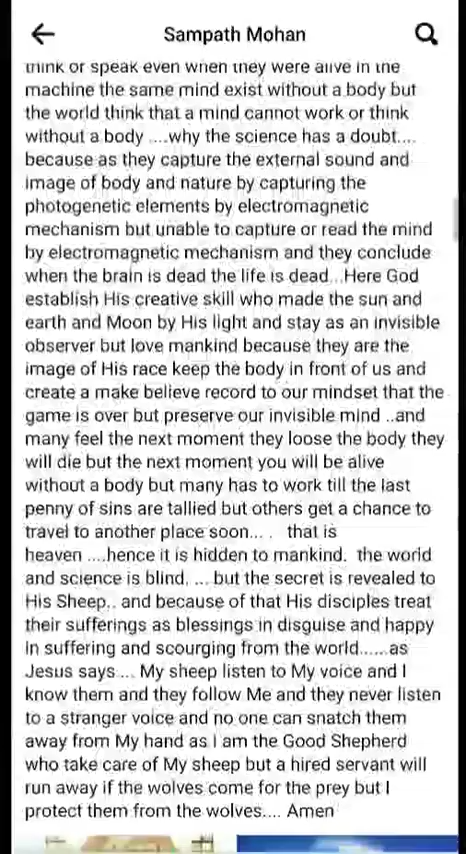 Sampath Mohan
think or speak even when they were alive in the
machine the same mind exist without a body but
the world think that a mind cannot work or think
without a body ....why the science has a doubt....
because as they capture the external sound and
image of body and nature by capturing the
photogenetic elements by electromagnetic
mechanism but unable to capture or read the mind
by electromagnetic mechanism and they conclude
when the brain is dead the life is dead...Here God
establish His creative skill who made the sun and
earth and Moon by His light and stay as an invisible
observer but love mankind because they are the
image of His race keep the body in front of us and
create a make believe record to our mindset that the
game is over but preserve our invisible mind ..and
many feel the next moment they loose the body they
will die but the next moment you will be alive
without a body but many has to work till the last
penny of sins are tallied but others get a chance to
travel to another place soon... .   that is
heaven ....hence it is hidden to mankind.  the world
and science is blind. ... but the secret is revealed to
His Sheep.. and because of that His disciples treat
their sufferings as blessings in disguise and happy
in suffering and scourging from the world......as
Jesus says ... My sheep listen to My voice and I
know them and they follow Me and they never listen
to a stranger voice and no one can snatch them
away from My hand as I am the Good Shepherd
who take care of My sheep but a hired servant will
run away if the wolves come for the prey but I
protect them from the wolves.... Amen